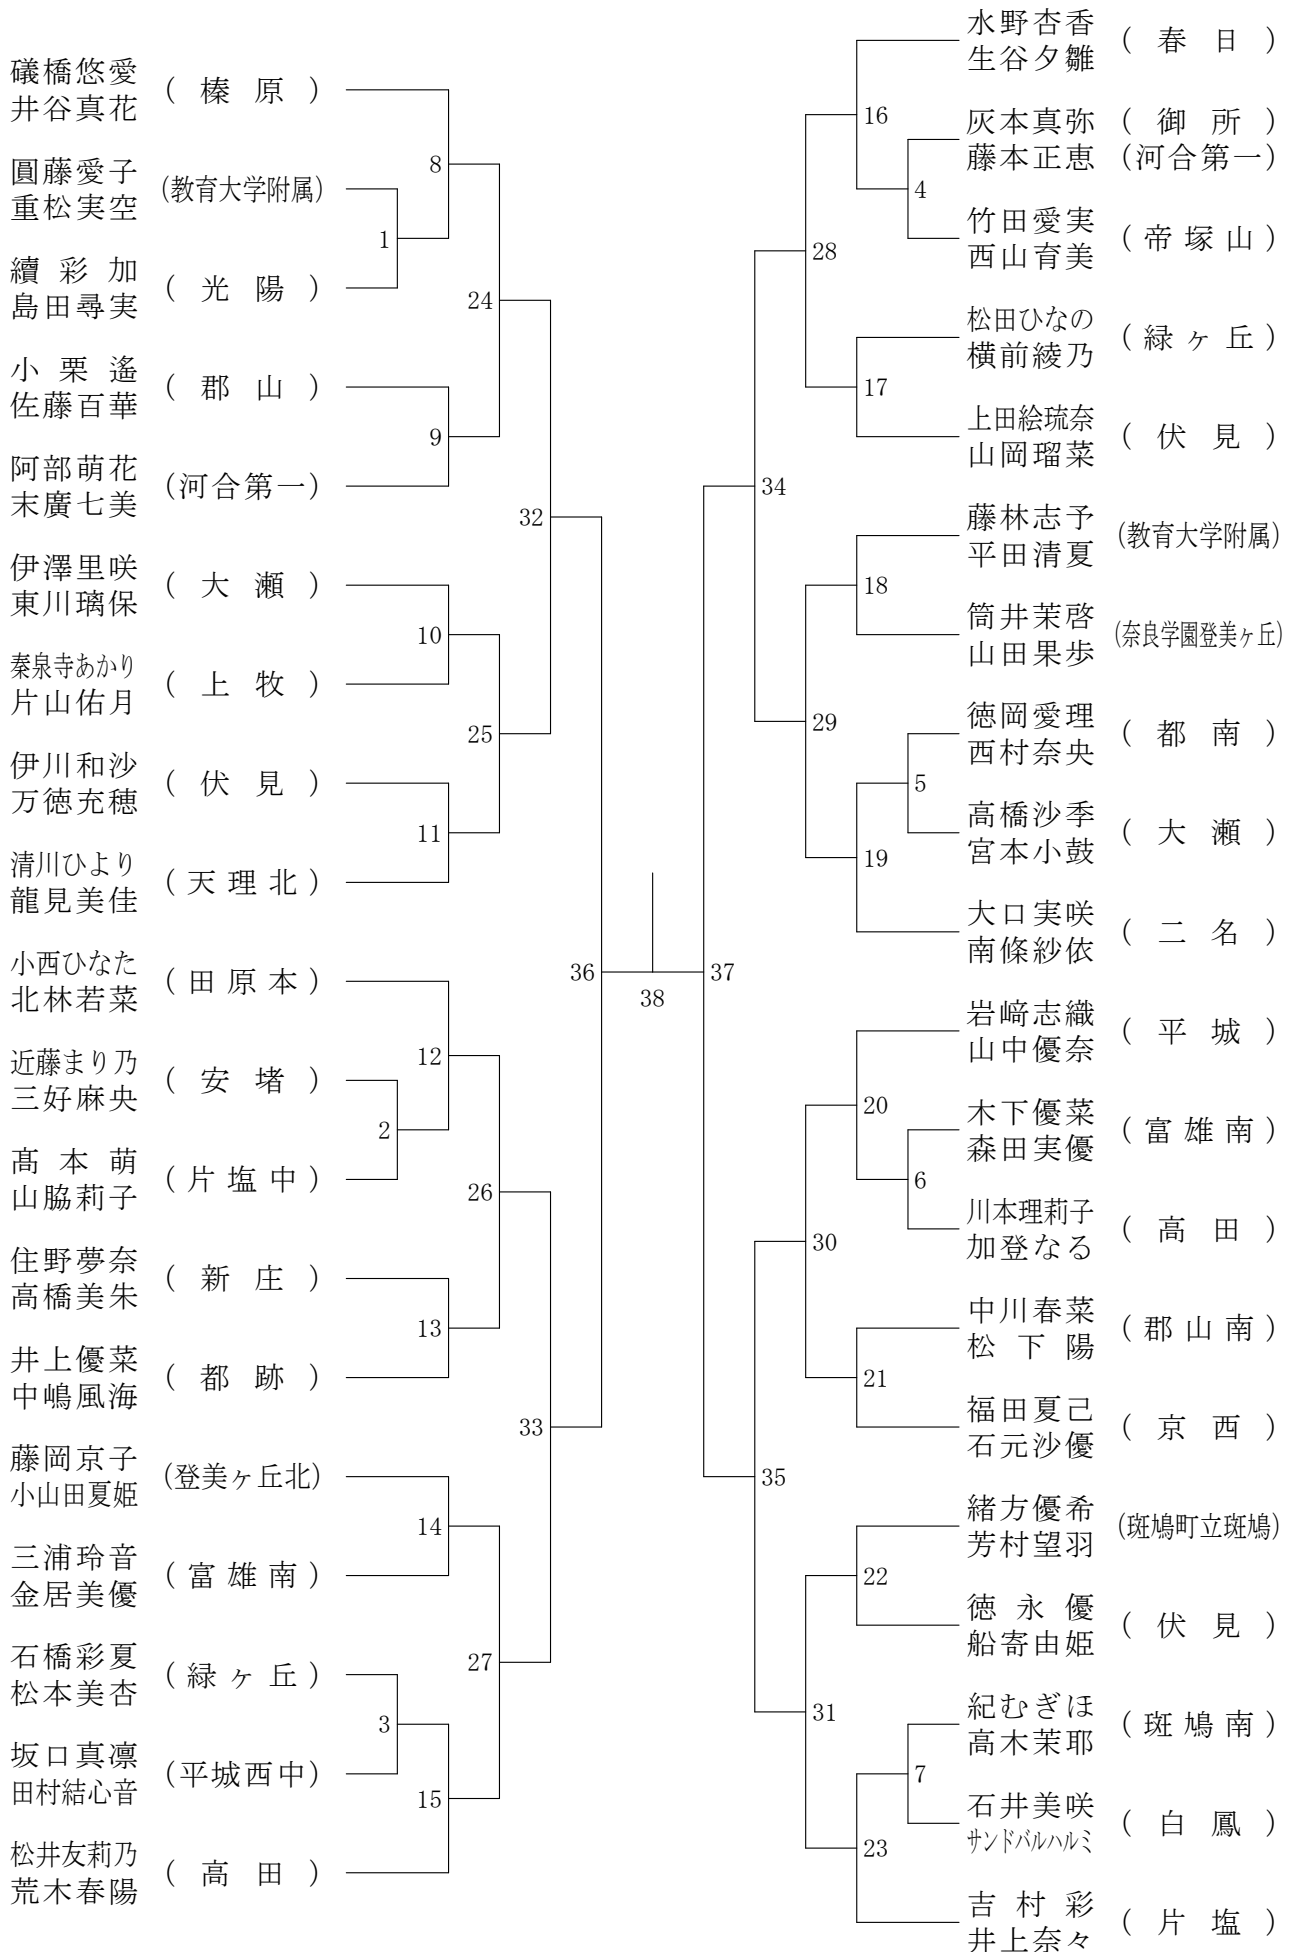 礒橋悠愛
井谷真花
( 榛 原 )
圓藤愛子
重松実空
(教育大学附属)
續 彩 加
島田尋実
( 光 陽 )
小 栗 遙
佐藤百華
( 郡 山 )
阿部萌花
末廣七美
(河合第一)
伊澤里咲
東川璃保
( 大 瀬 )
秦泉寺あかり
片山佑月
( 上 牧 )
伊川和沙
万徳充穂
( 伏 見 )
清川ひより
龍見美佳
( 天 理 北 )
小西ひなた
北林若菜
( 田 原 本 )
近藤まり乃
三好麻央
( 安 堵 )
髙 本 萌
山脇莉子
( 片 塩 中 )
住野夢奈
高橋美朱
( 新 庄 )
井上優菜
中嶋風海
( 都 跡 )
藤岡京子
小山田夏姫
(登美ヶ丘北)
三浦玲音
金居美優
( 富 雄 南 )
石橋彩夏
松本美杏
( 緑 ヶ 丘 )
坂口真凛
田村結心音
(平城西中)
松井友莉乃
荒木春陽
( 高 田 )
8
1
24
9
32
10
25
11
36
12
2
26
13
33
14
27
3
15
38
37
16
4
28
17
34
18
29
5
19
20
6
30
21
35
22
31
7
23
水野杏香
生谷夕雛
( 春 日 )
灰本真弥 ( 御 所 )
藤本正恵 (河合第一)
竹田愛実
西山育美
( 帝 塚 山 )
松田ひなの
横前綾乃
( 緑 ヶ 丘 )
上田絵琉奈
山岡瑠菜
( 伏 見 )
藤林志予
平田清夏
(教育大学附属)
筒井茉啓
山田果歩
(奈良学園登美ヶ丘)
徳岡愛理
西村奈央
( 都 南 )
高橋沙季
宮本小鼓
( 大 瀬 )
大口実咲
南條紗依
( 二 名 )
岩﨑志織
山中優奈
( 平 城 )
木下優菜
森田実優
( 富 雄 南 )
川本理莉子
加登なる
( 高 田 )
中川春菜
松 下 陽
( 郡 山 南 )
福田夏己
石元沙優
( 京 西 )
緒方優希
芳村望羽
(斑鳩町立斑鳩)
徳 永 優
船寄由姫
( 伏 見 )
紀むぎほ
高木茉耶
( 斑 鳩 南 )
石井美咲
サンドバルハルミ
( 白 鳳 )
吉 村 彩
井上奈々
( 片 塩 )